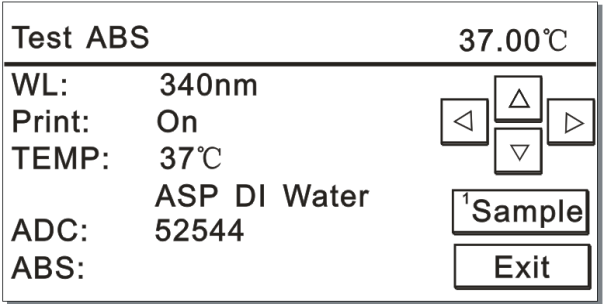 Test ABS 37.00℃
WL: 340nm
Print: On
TEMP: 37℃
ASP DI Water
¹Sample
ADC: 52544
ABS:
Exit